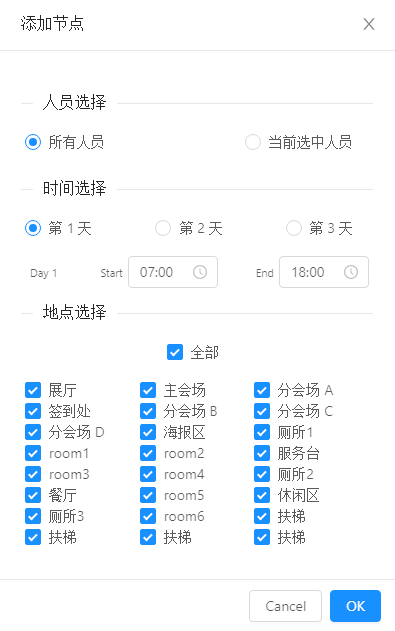 添加节点
人员选择
所有人员 当前选中人员
时间选择
第 1 天 第 2 天 第 3 天
Day 1 Start 07:00 End 18:00
地点选择
全部
展厅 主会场 分会场 A
签到处 分会场 B 分会场 C
分会场 D 海报区 厕所1
room1 room2 服务台
room3 room4 厕所2
餐厅 room5 休闲区
厕所3 room6 扶梯
扶梯 扶梯 扶梯
Cancel OK